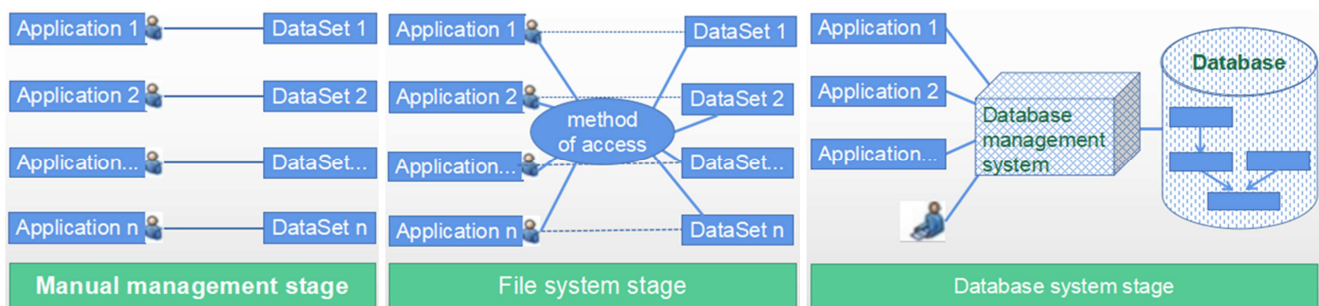 Application 1
DataSet 1
Application 2
DataSet 2
Application...
DataSet...
Application n
DataSet n
Manual management stage
Application 1
DataSet 1
Application 2
DataSet 2
method
of access
Application...
DataSet...
Application n
DataSet n
File system stage
Application 1
Application 2
Application...
Database
management
system
Database
Database system stage